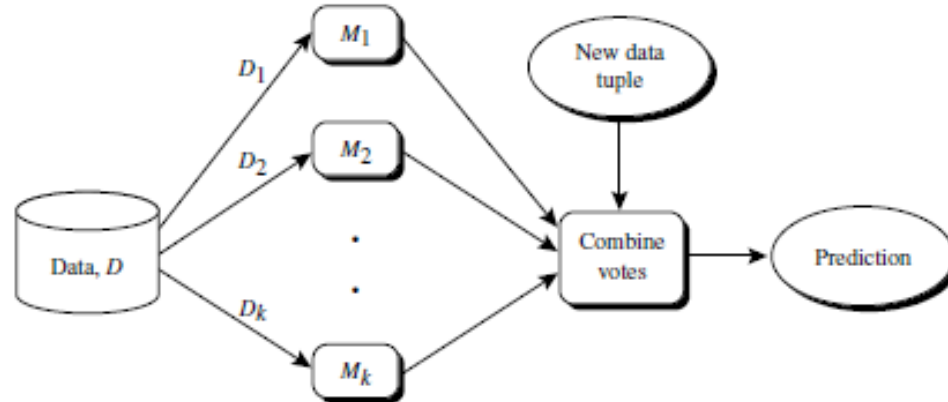 M1
New data
tuple
D1
D2
M2
Data, D
Combine
votes
Prediction
Dk
Mk